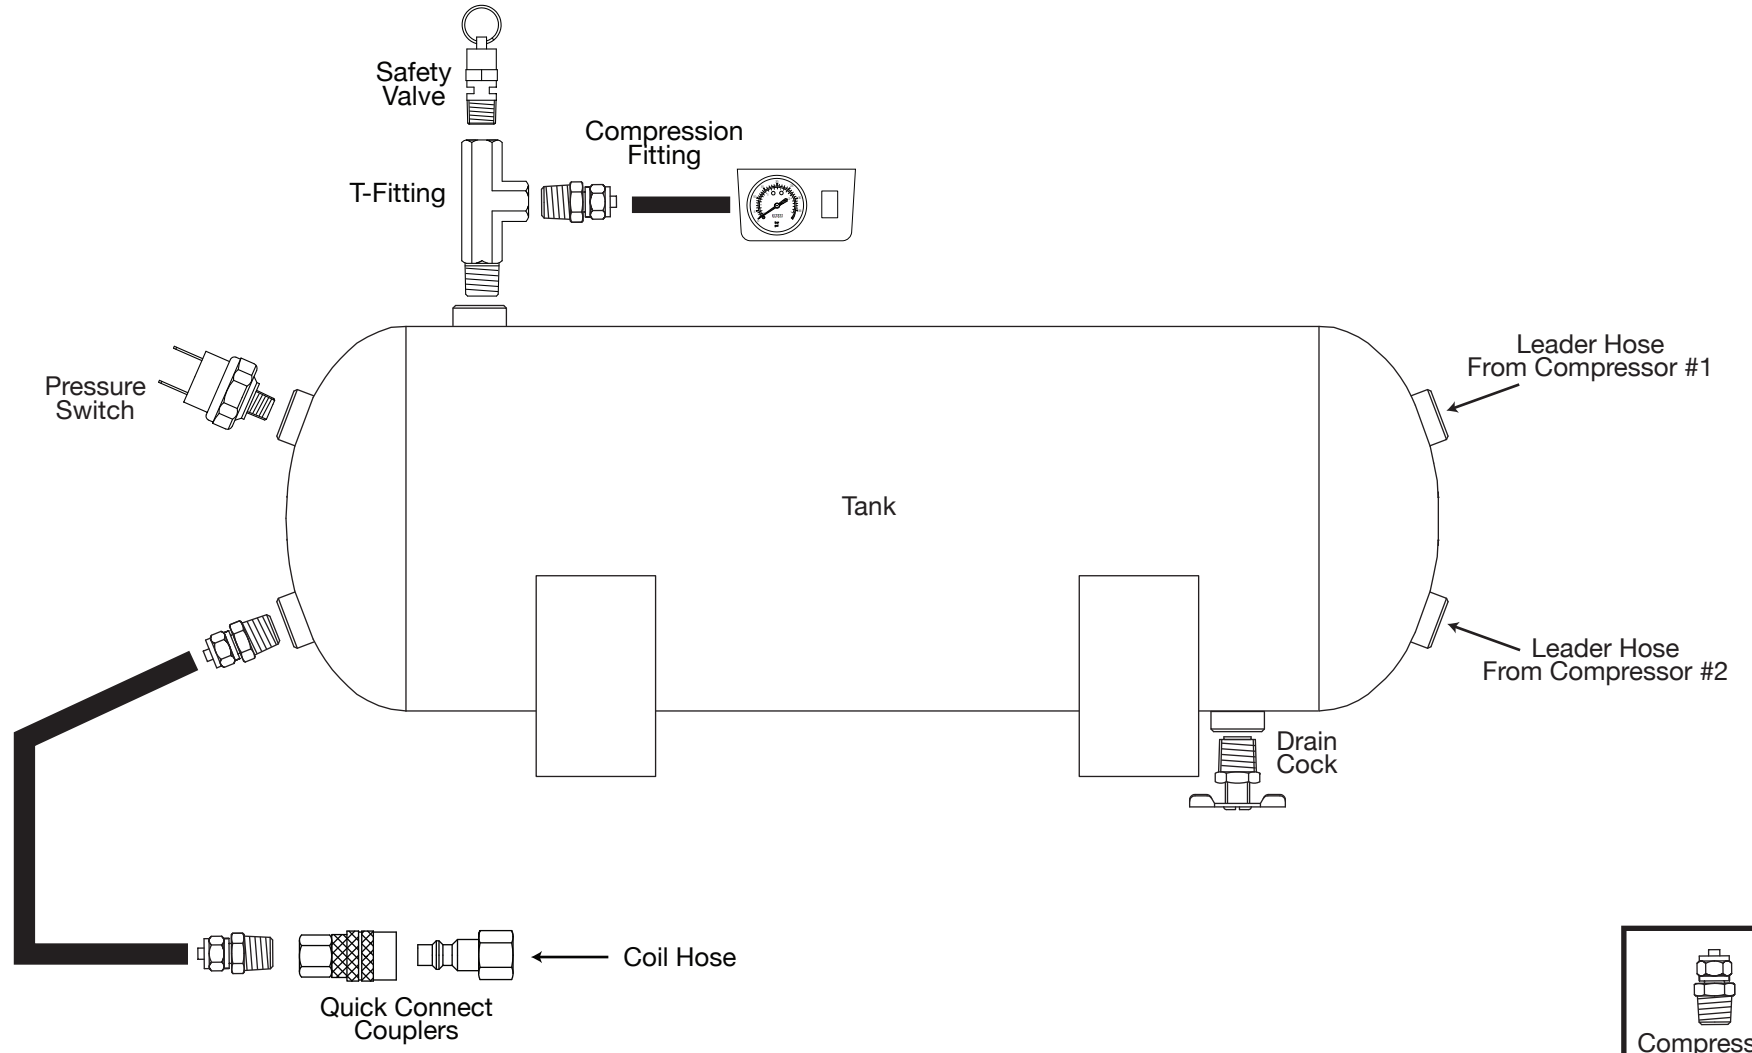 Safety
Valve
Compression
Fitting
T-Fitting
Pressure
Switch
Leader Hose
From Compressor #1
Tank
Leader Hose
From Compressor #2
Drain
Cock
Coil Hose
Quick Connect
Couplers